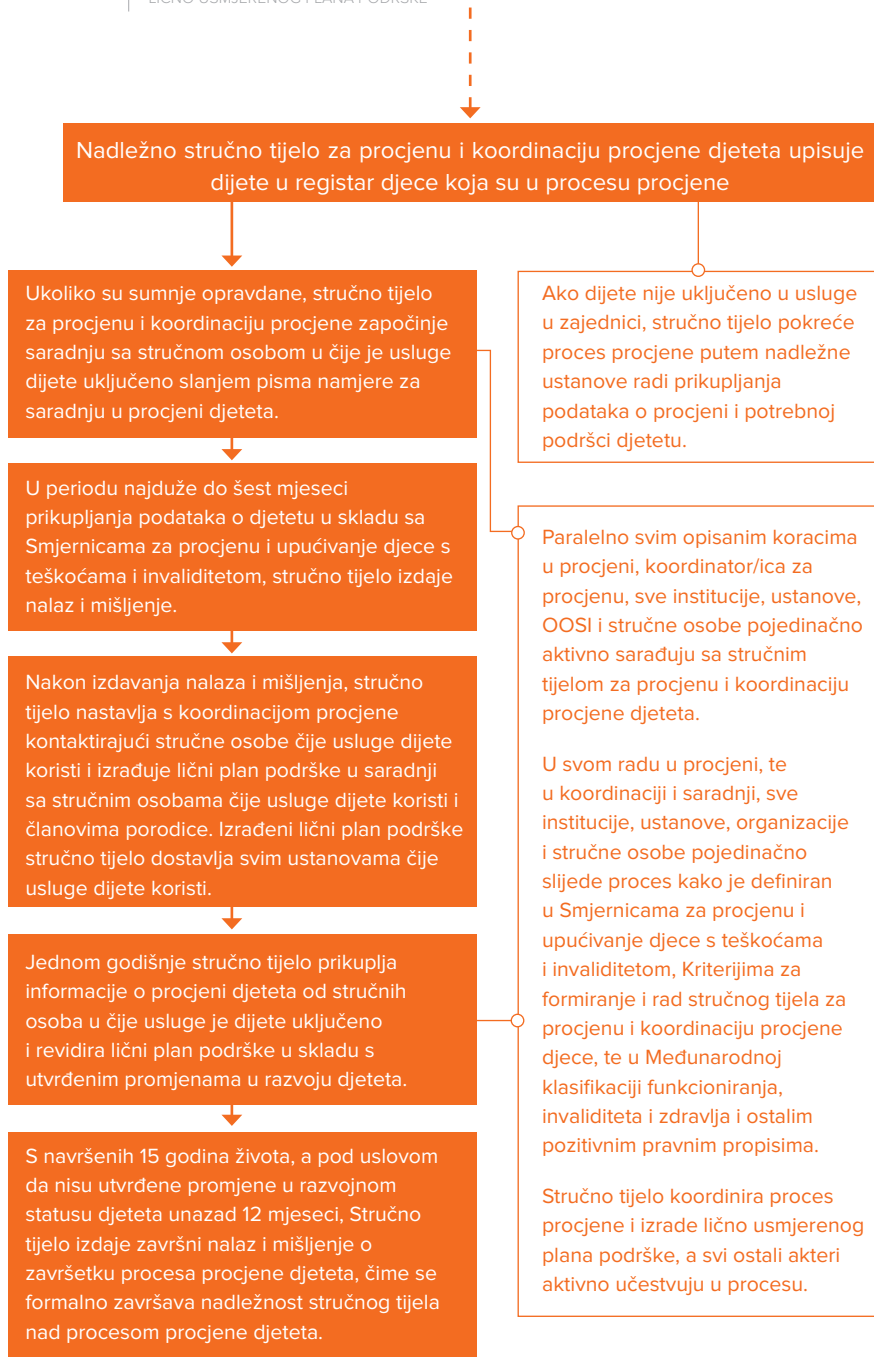 LIČNO USMJERENOG PLANA PODRŠKE
Nadležno stručno tijelo za procjenu i koordinaciju procjene djeteta upisuje
dijete u registar djece koja su u procesu procjene
Ukoliko su sumnje opravdane, stručno tijelo
za procjenu i koordinaciju procjene započinje
saradnju sa stručnom osobom u čije je usluge
dijete uključeno slanjem pisma namjere za
saradnju u procjeni djeteta.
U periodu najduže do šest mjeseci
prikupljanja podataka o djetetu u skladu sa
Smjernicama za procjenu i upućivanje djece s
teškoćama i invaliditetom, stručno tijelo izdaje
nalaz i mišljenje.
Nakon izdavanja nalaza i mišljenja, stručno
tijelo nastavlja s koordinacijom procjene
kontaktirajući stručne osobe čije usluge dijete
koristi i izrađuje lični plan podrške u saradnji
sa stručnim osobama čije usluge dijete koristi i
članovima porodice. Izrađeni lični plan podrške
stručno tijelo dostavlja svim ustanovama čije
usluge dijete koristi.
Jednom godišnje stručno tijelo prikuplja
informacije o procjeni djeteta od stručnih
osoba u čije usluge je dijete uključeno
i revidira lični plan podrške u skladu s
utvrđenim promjenama u razvoju djeteta.
S navršenih 15 godina života, a pod uslovom
da nisu utvrđene promjene u razvojnom
statusu djeteta unazad 12 mjeseci, Stručno
tijelo izdaje završni nalaz i mišljenje o
završetku procesa procjene djeteta, čime se
formalno završava nadležnost stručnog tijela
nad procesom procjene djeteta.
Ako dijete nije uključeno u usluge
u zajednici, stručno tijelo pokreće
proces procjene putem nadležne
ustanove radi prikupljanja
podataka o procjeni i potrebnoj
podršci djetetu.
Paralelno svim opisanim koracima
u procjeni, koordinator/ica za
procjenu, sve institucije, ustanove,
OOSI i stručne osobe pojedinačno
aktivno sarađuju sa stručnim
tijelom za procjenu i koordinaciju
procjene djeteta.
U svom radu u procjeni, te
u koordinaciji i saradnji, sve
institucije, ustanove, organizacije
i stručne osobe pojedinačno
slijede proces kako je definiran
u Smjernicama za procjenu i
upućivanje djece s teškoćama
i invaliditetom, Kriterijima za
formiranje i rad stručnog tijela za
procjenu i koordinaciju procjene
djece, te u Međunarodnoj
klasifikaciji funkcioniranja,
invaliditeta i zdravlja i ostalim
pozitivnim pravnim propisima.
Stručno tijelo koordinira proces
procjene i izrade lično usmjerenog
plana podrške, a svi ostali akteri
aktivno učestvuju u procesu.